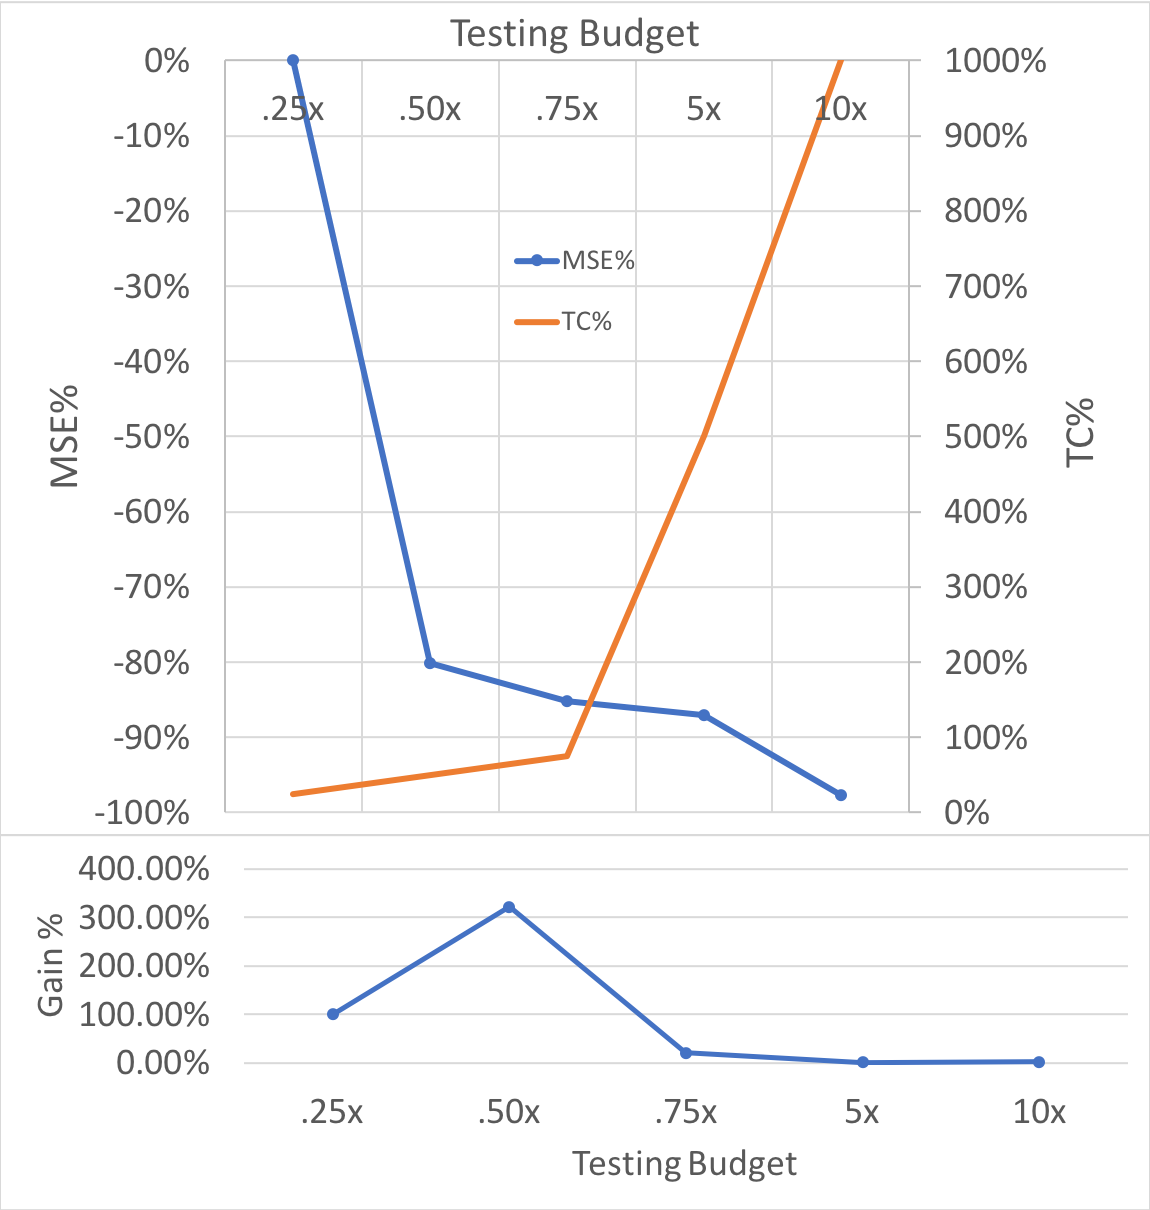 Testing Budget
0% 1000%
.25x .50x .75x 5x 10x
-10% 900%
-20% 800%
MSE%
-30% 700%
TC%
-40% 600%
MSE%
TC%
-50% 500%
-60% 400%
-70% 300%
-80% 200%
-90% 100%
-100% 0%
400.00%
300.00%
Gain %
200.00%
100.00%
0.00%
.25x .50x .75x 5x 10x
Testing Budget